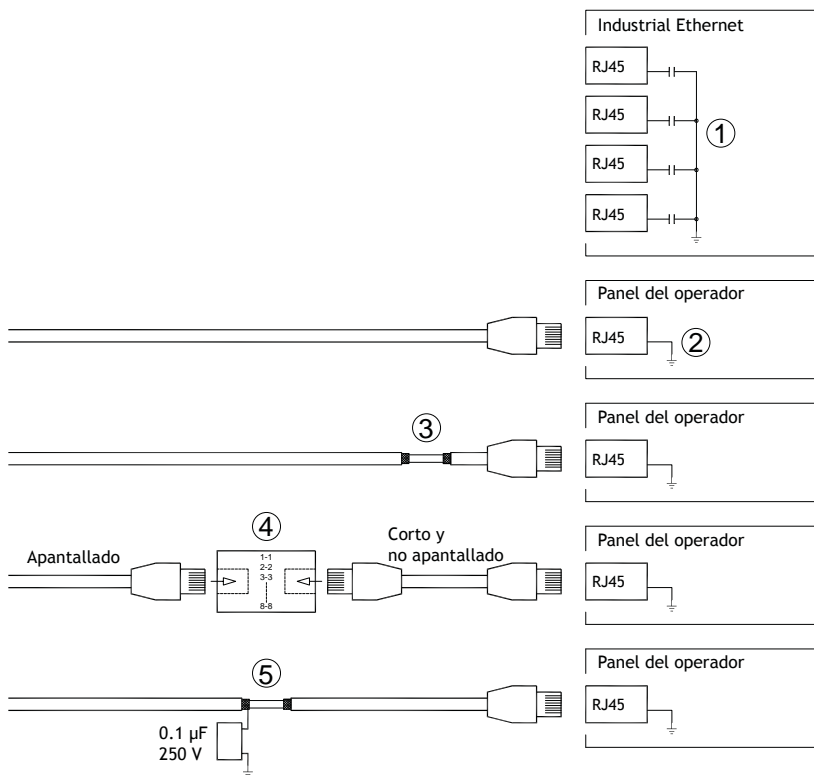 Industrial Ethernet
RJ45
RJ45
①
RJ45
RJ45
Panel del operador
RJ45
②
Panel del operador
③
RJ45
Panel del operador
④
Apantallado
Corto y
no apantallado
1-1
2-2
3-3
8-8
RJ45
Panel del operador
⑤
RJ45
0.1 µF
250 V